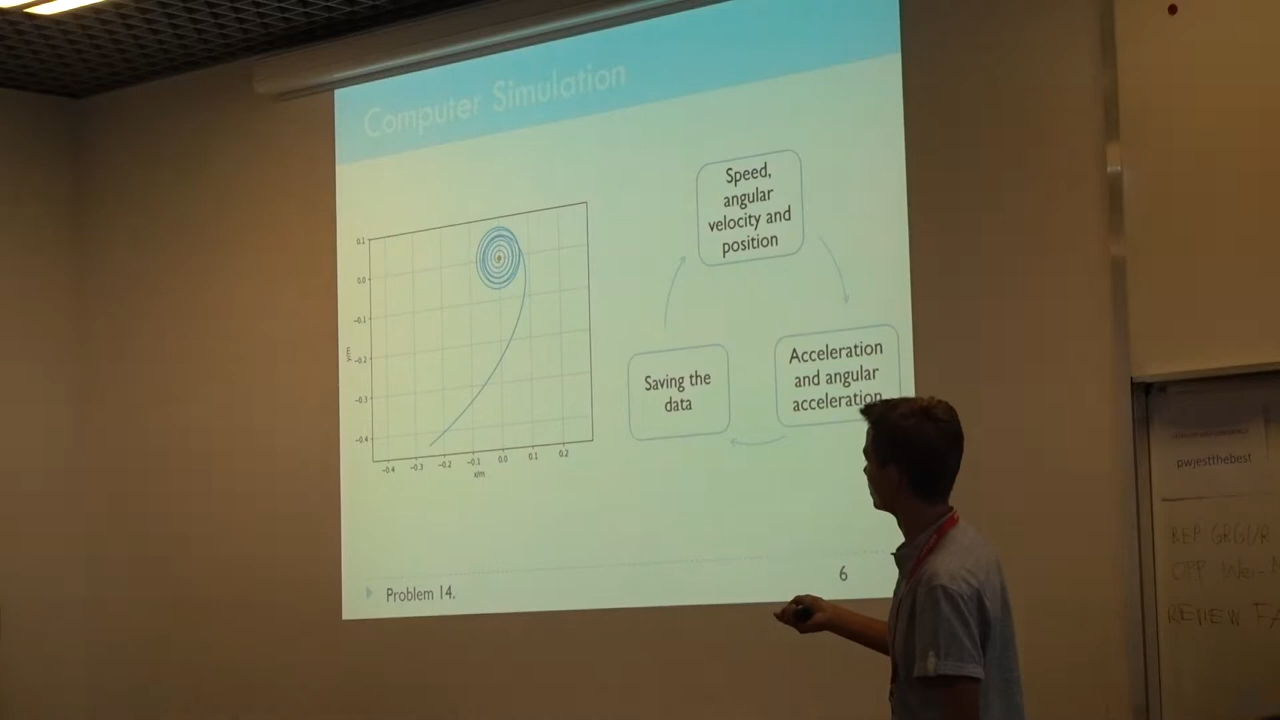 Computer Simulation
Speed,
angular
velocity and
position
0.1
0.0
−0.1
−0.2
−0.3
−0.4
y/m
−0.4 −0.3 −0.2 −0.1 0.0 0.1 0.2
x/m
Saving the
data
Acceleration
and angular
acceleration
Problem 14.
6
pwjestthebest
REP
OPP
REVIEW